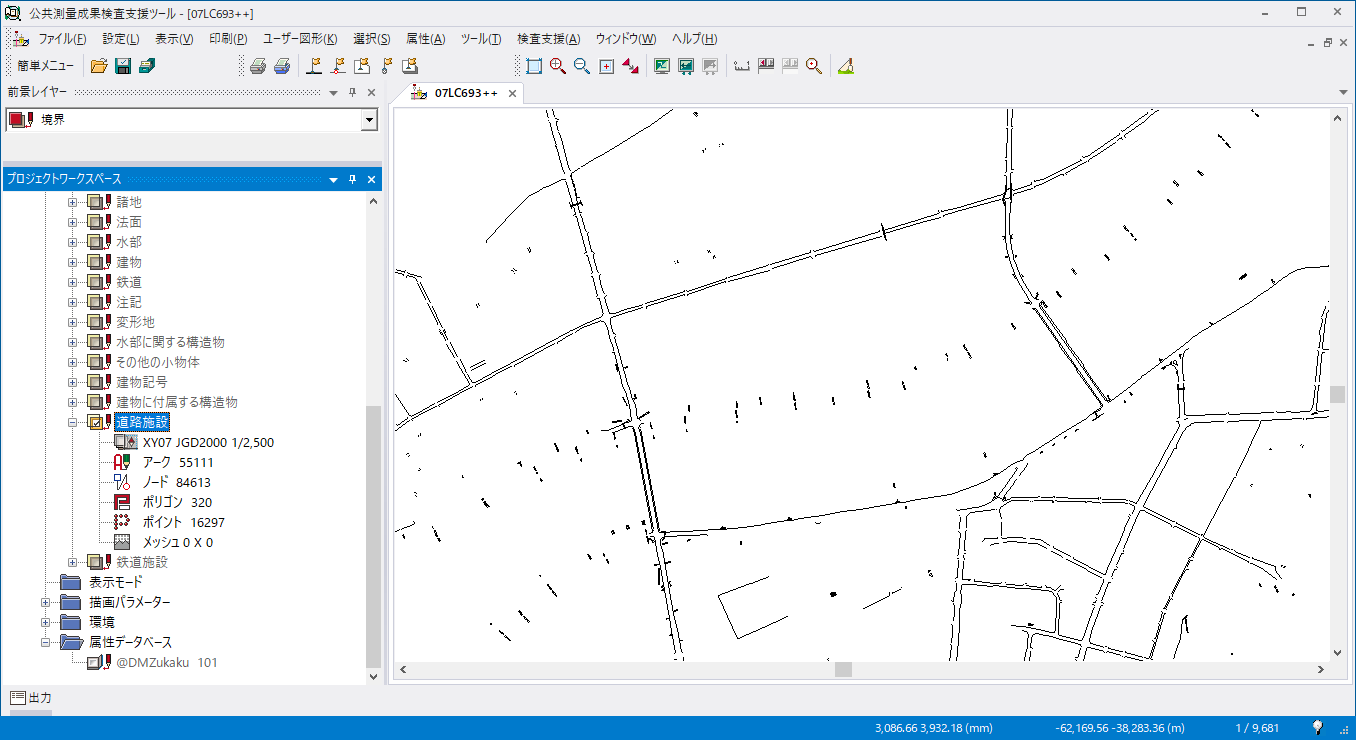 公共測量成果検査支援ツール - [07LC693++]
ファイル(F) 設定(L) 表示(V) 印刷(P) ユーザー図形(K) 選択(S) 属性(A) ツール(T) 検査支援(A) ウィンドウ(W) ヘルプ(H)
簡単メニュー
前景レイヤー
07LC693++
境界
プロジェクトワークスペース
諸地
法面
水部
建物
鉄道
注記
変形地
水部に関する構造物
その他の小物体
建物記号
建物に付属する構造物
道路施設
XY07 JGD2000 1/2,500
アーク 55111
ノード 84613
ポリゴン 320
ポイント 16297
メッシュ 0 X 0
鉄道施設
表示モード
描画パラメーター
環境
属性データベース
@DMZukaku 101
出力
3,086.66 3,932.18 (mm) -62,169.56 -38,283.36 (m) 1 / 9,681